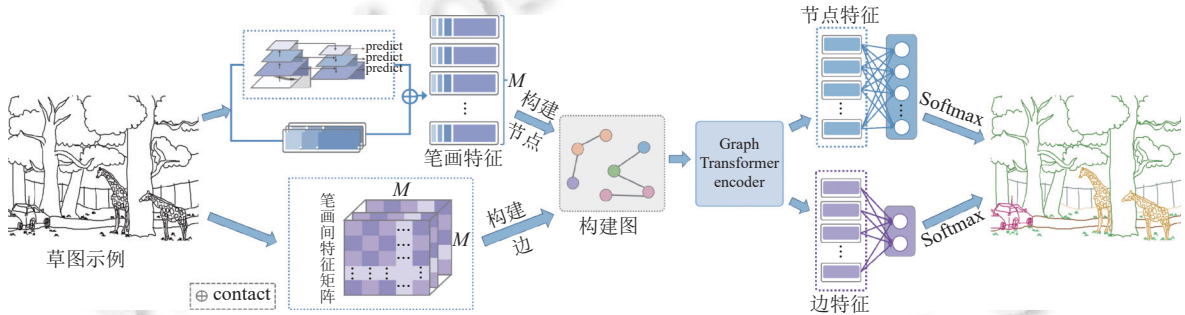 草图示例
⊕ contact
predict
predict
predict
M
笔画特征
构建
节点
笔画间特征矩阵
M
M
构建
边
构建图
Graph
Transformer
encoder
节点特征
Softmax
边特征
Softmax